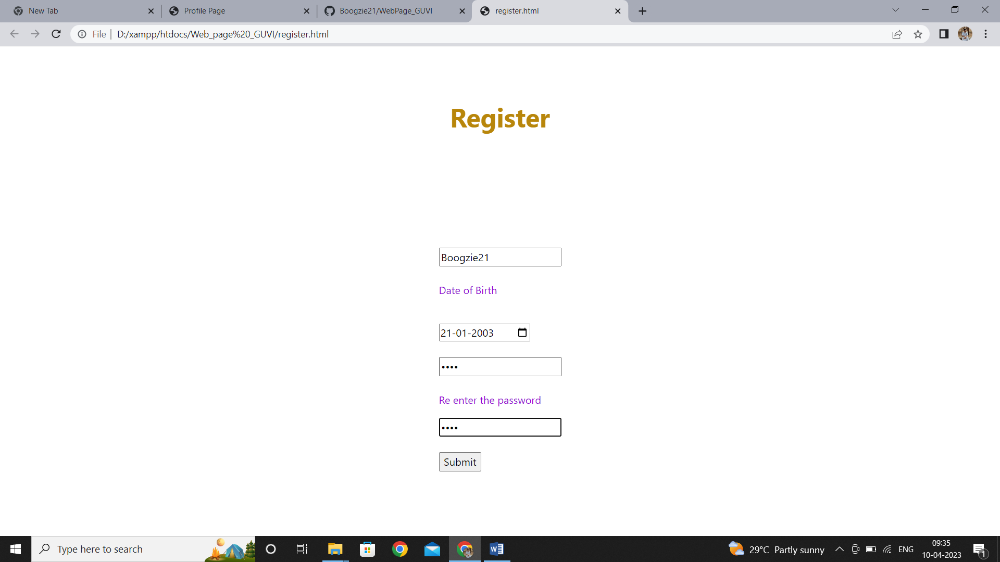 New Tab
Profile Page
Boogzie21/WebPage_GUVI
register.html
File
D:/xampp/htdocs/Web_page%20_GUVI/register.html
Register
Boogzie21
Date of Birth
21-01-2003
••••
Re enter the password
••••
Submit
Type here to search
W
29°C Partly sunny
ENG
09:35
10-04-2023
1